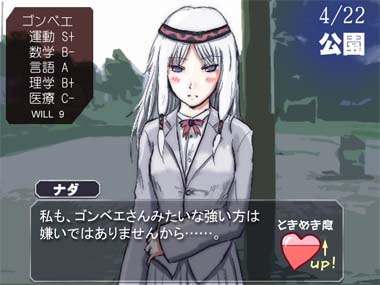 ゴンベエ
運動 S+
数学 B-
言語 A
理学 B+
医療 C-
WILL 9
4/22
公園
ナダ
私も、ゴンベエさんみたいな強い方は
嫌いではありませんから……。
ときめき度
up!